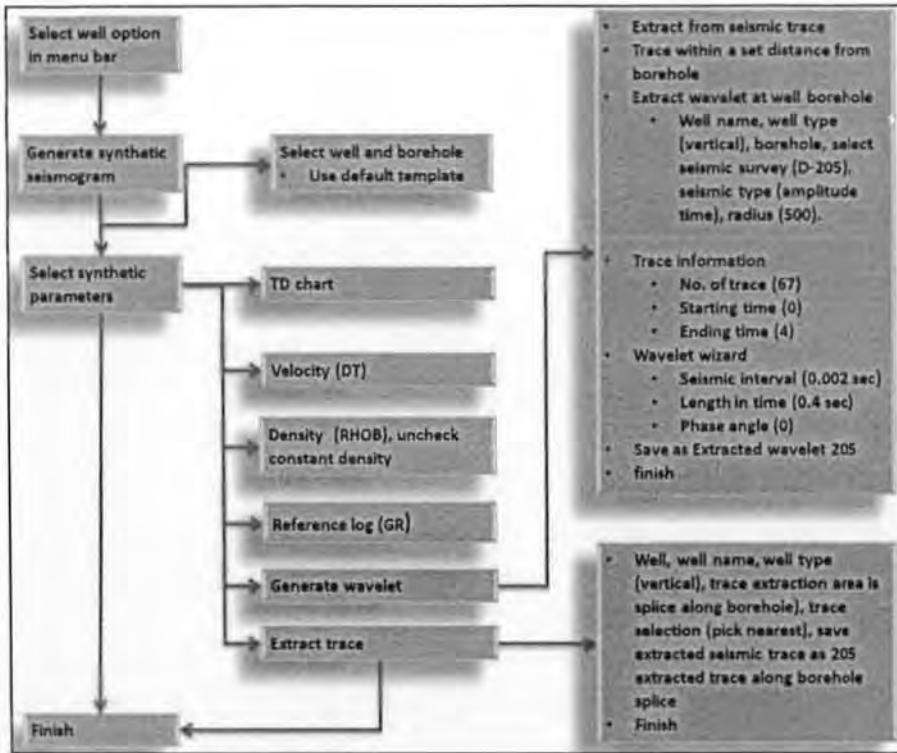 Select well option
in menu bar
Generate synthetic
seismogram
Select well and borehole
• Use default template
Select synthetic
parameters
TD chart
Velocity (DT)
Density (RHOB), uncheck
constant density
Reference log (GR)
Generate wavelet
Extract trace
Finish
• Extract from seismic trace
• Trace within a set distance from
borehole
• Extract wavelet at well borehole
• Well name, well type
(vertical), borehole, select
seismic survey (D-205),
seismic type (amplitude
time), radius (500).
• Trace information
• No. of trace (67)
• Starting time (0)
• Ending time (4)
• Wavelet wizard
• Seismic interval (0.002 sec)
• Length in time (0.4 sec)
• Phase angle (0)
• Save as Extracted wavelet 205
• finish
• Well, well name, well type
(vertical), trace extraction area is
splice along borehole), trace
selection (pick nearest), save
extracted seismic trace as 205
extracted trace along borehole
splice
• Finish